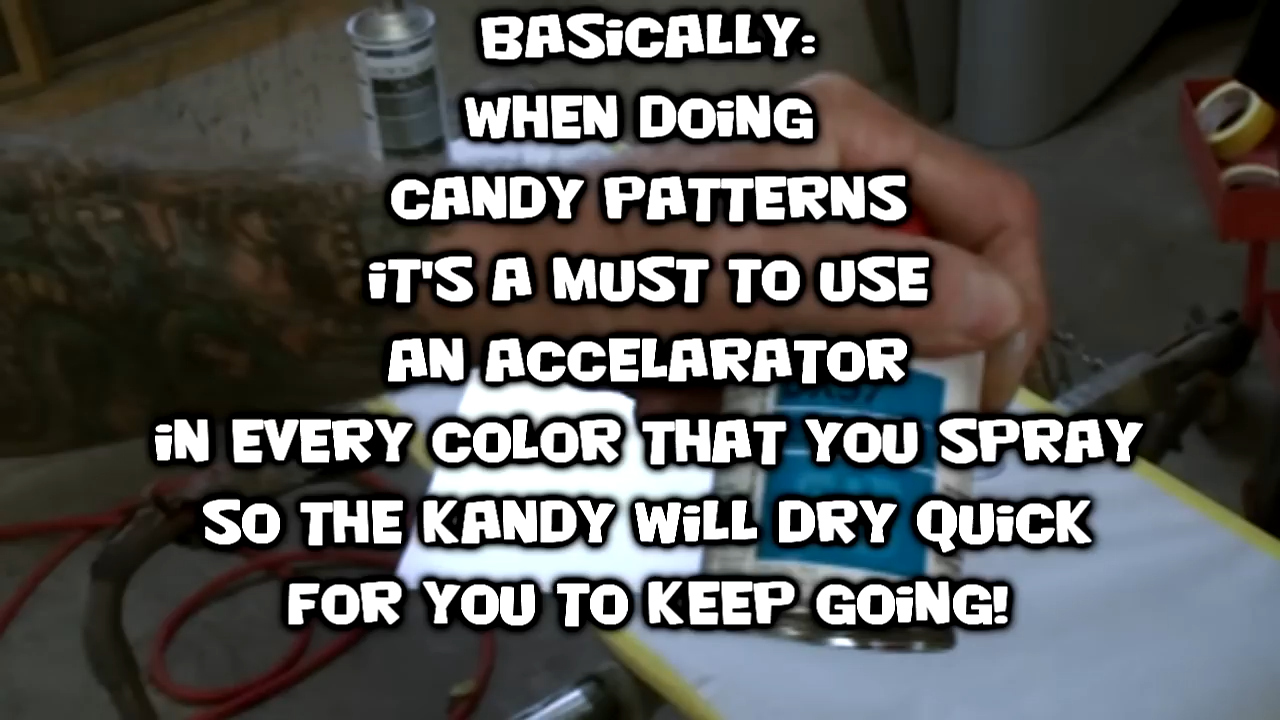 BASiCALLY:
WHEN DOiNG
CANDY PATTERNS
iT'S A MUST TO USE
AN ACCELARATOR
iN EVERY COLOR THAT YOU SPRAY
SO THE KANDY WiLL DRY QUiCK
FOR YOU TO KEEP GOiNG!